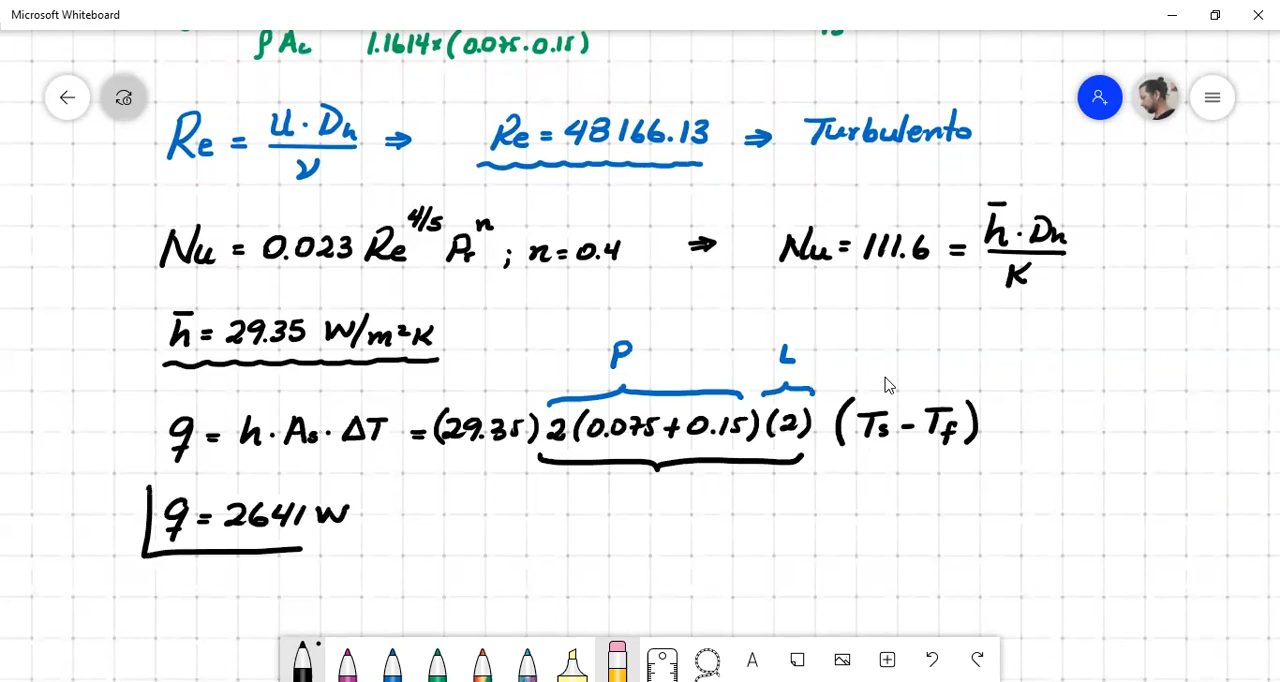 Microsoft Whiteboard
ρ Ac 1.1614×(0.075·0.15)
Re = u·Dh / ν ⇒ Re = 48166.13 ⇒ Turbulento
Nu = 0.023 Re^4/5 Pr^n ; n = 0.4 ⇒ Nu = 111.6 = h̄·Dh / K
h̄ = 29.35 W/m²K
P L
q = h·As·ΔT = (29.35) 2(0.075+0.15)(2) (Ts - Tf)
q = 2641 W
A